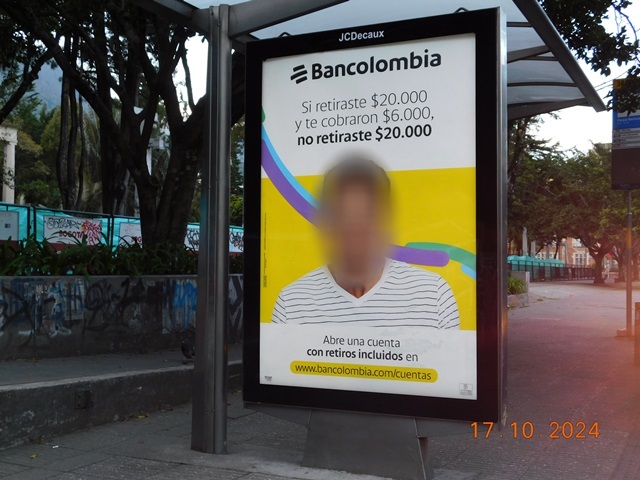 JCDecaux
Bancolombia
Si retiraste $20.000
y te cobraron $6.000,
no retiraste $20.000
Abre una cuenta
con retiros incluidos en
www.bancolombia.com/cuentas
17 10 2024